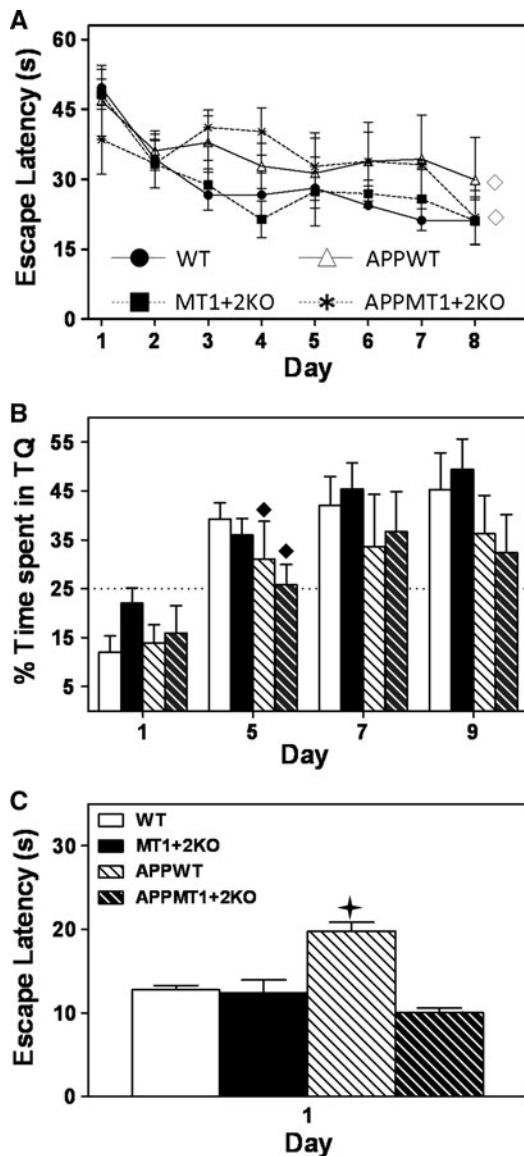 A
Escape Latency (s)
60
45
30
15
0
WT
APPWT
MT1+2KO
APPMT1+2KO
1 2 3 4 5 6 7 8
Day
B
% Time spent in TQ
55
45
35
25
15
5
1 5 7 9
Day
C
Escape Latency (s)
30
20
10
0
WT
MT1+2KO
APPWT
APPMT1+2KO
1
Day